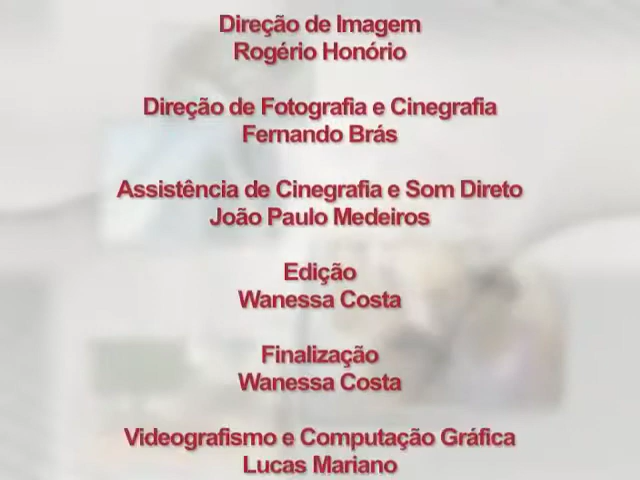 Direção de Imagem
Rogério Honório
Direção de Fotografia e Cinegrafia
Fernando Brás
Assistência de Cinegrafia e Som Direto
João Paulo Medeiros
Edição
Wanessa Costa
Finalização
Wanessa Costa
Videografismo e Computação Gráfica
Lucas Mariano